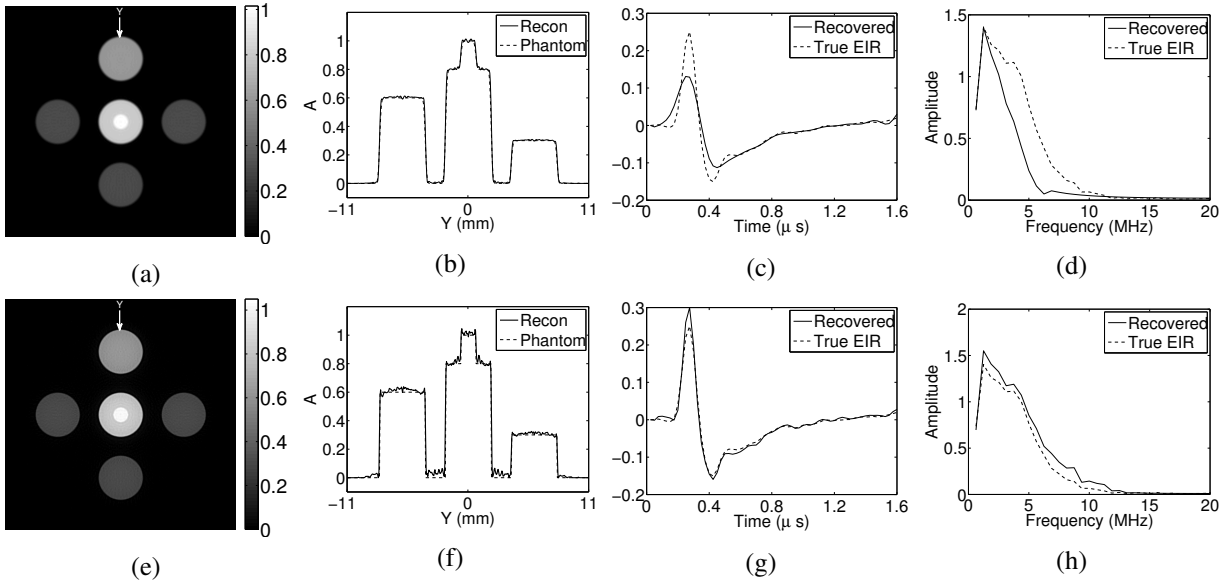 Y
1
0.8
0.6
0.4
0.2
0
(a)
Recon
Phantom
A
1
0.8
0.6
0.4
0.2
0
−11
0
11
Y (mm)
(b)
Recovered
True EIR
0.3
0.2
0.1
0
−0.1
−0.2
0
0.4
0.8
1.2
1.6
Time (μ s)
(c)
Recovered
True EIR
Amplitude
1.5
1
0.5
0
0
5
10
15
20
Frequency (MHz)
(d)
Y
1
0.8
0.6
0.4
0.2
0
(e)
Recon
Phantom
A
1
0.8
0.6
0.4
0.2
0
−11
0
11
Y (mm)
(f)
Recovered
True EIR
0.3
0.2
0.1
0
−0.1
−0.2
0
0.4
0.8
1.2
1.6
Time (μ s)
(g)
Recovered
True EIR
Amplitude
2
1.5
1
0.5
0
0
5
10
15
20
Frequency (MHz)
(h)